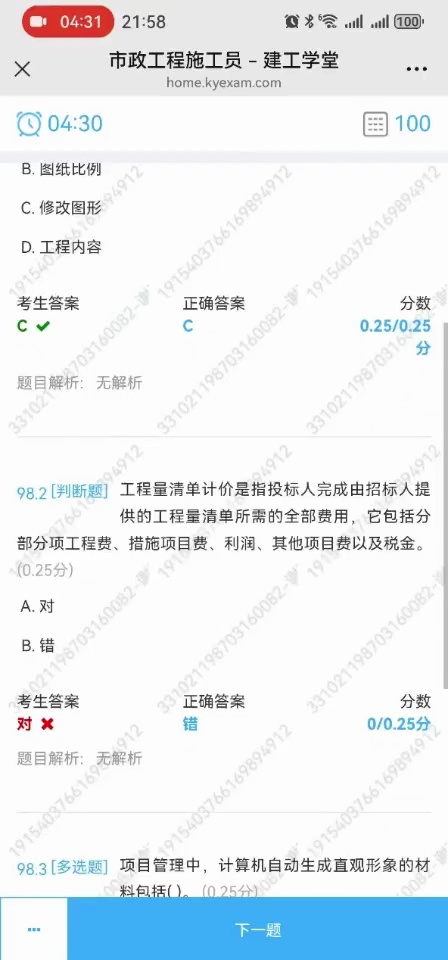 04:31 21:58 6 100
市政工程施工员 - 建工学堂
home.kyexam.com
04:30 100
B. 图纸比例
C. 修改图形
D. 工程内容
考生答案 正确答案 分数
C C 0.25/0.25
分
题目解析: 无解析
98.2 [判断题] 工程量清单计价是指投标人完成由招标人提
供的工程量清单所需的全部费用，它包括分
部分项工程费、措施项目费、利润、其他项目费以及税金。
(0.25分)
A. 对
B. 错
考生答案 正确答案 分数
对 错 0/0.25分
题目解析: 无解析
98.3 [多选题] 项目管理中，计算机自动生成直观形象的材
料包括( )。 (0.25分)
下一题